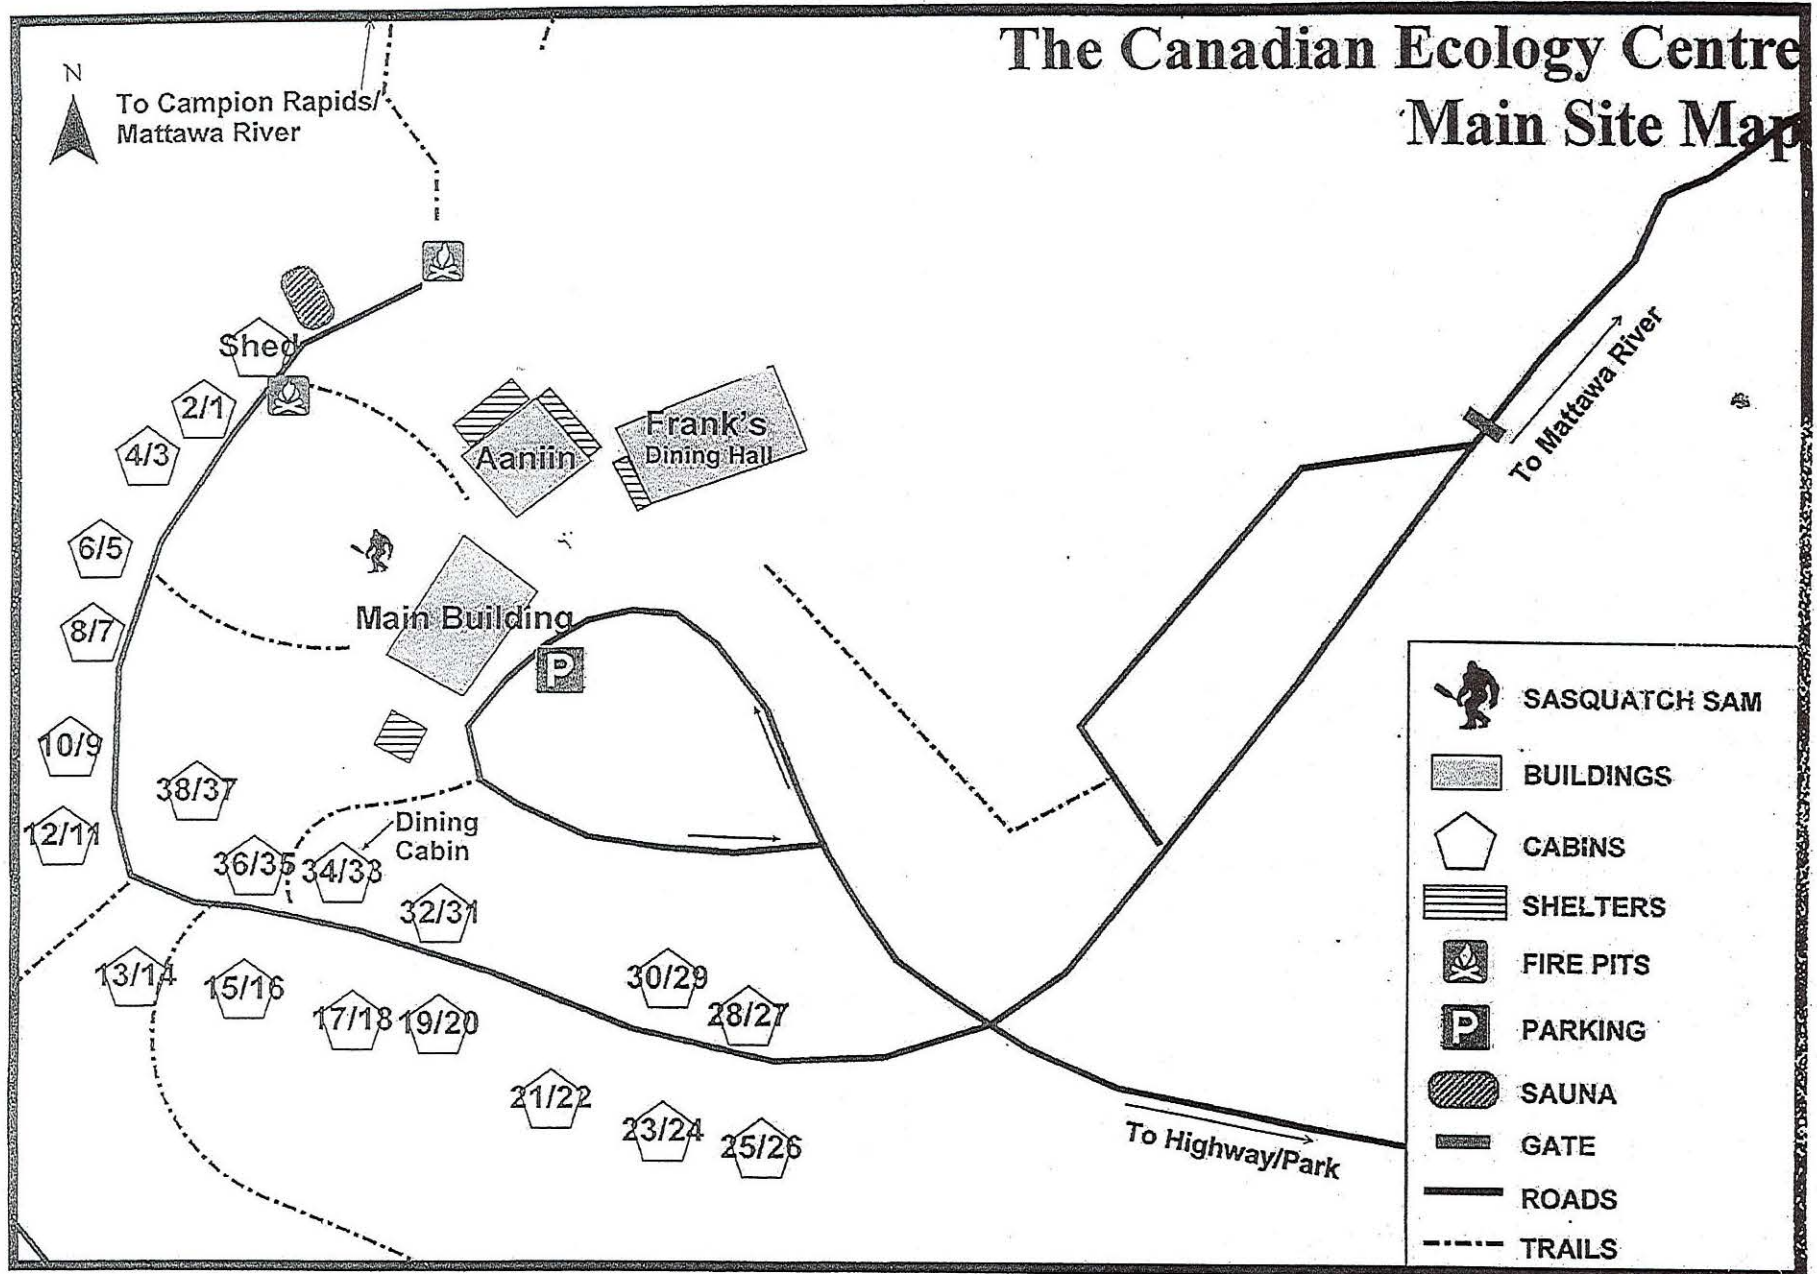 The Canadian Ecology Centre
Main Site Map
N
To Campion Rapids/
Mattawa River
Shed
2/1
4/3
6/5
8/7
10/9
12/11
38/37
36/35
34/33
32/31
13/14
15/16
17/18
19/20
30/29
28/27
21/22
23/24
25/26
Aaniin
Frank's
Dining Hall
Main Building
P
Dining
Cabin
To Mattawa River
To Highway/Park
SASQUATCH SAM
BUILDINGS
CABINS
SHELTERS
FIRE PITS
P PARKING
SAUNA
GATE
ROADS
TRAILS